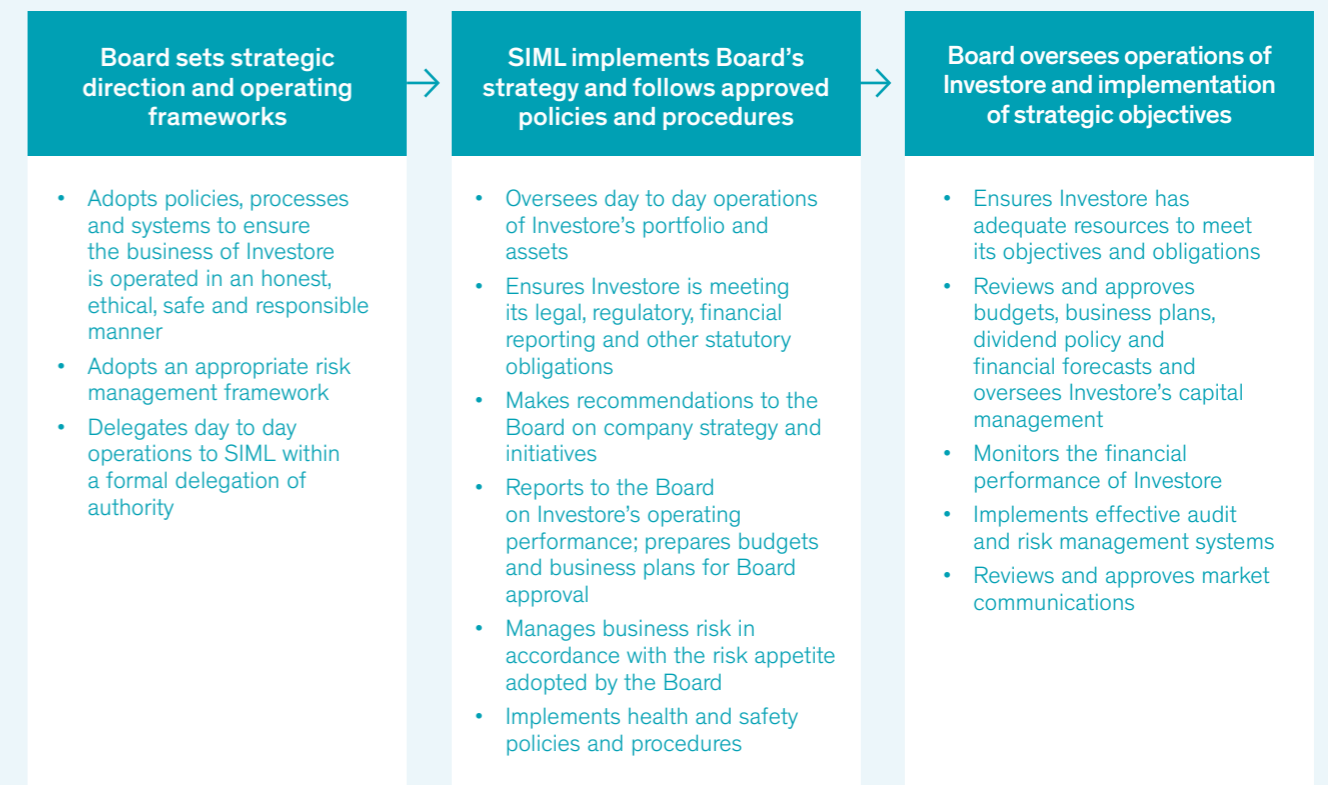 Board sets strategic
direction and operating
frameworks
• Adopts policies, processes
and systems to ensure
the business of Investore
is operated in an honest,
ethical, safe and responsible
manner
• Adopts an appropriate risk
management framework
• Delegates day to day
operations to SIML within
a formal delegation of
authority
SIML implements Board's
strategy and follows approved
policies and procedures
• Oversees day to day operations
of Investore's portfolio and
assets
• Ensures Investore is meeting
its legal, regulatory, financial
reporting and other statutory
obligations
• Makes recommendations to the
Board on company strategy and
initiatives
• Reports to the Board
on Investore's operating
performance; prepares budgets
and business plans for Board
approval
• Manages business risk in
accordance with the risk appetite
adopted by the Board
• Implements health and safety
policies and procedures
Board oversees operations of
Investore and implementation
of strategic objectives
• Ensures Investore has
adequate resources to meet
its objectives and obligations
• Reviews and approves
budgets, business plans,
dividend policy and
financial forecasts and
oversees Investore's capital
management
• Monitors the financial
performance of Investore
• Implements effective audit
and risk management systems
• Reviews and approves market
communications